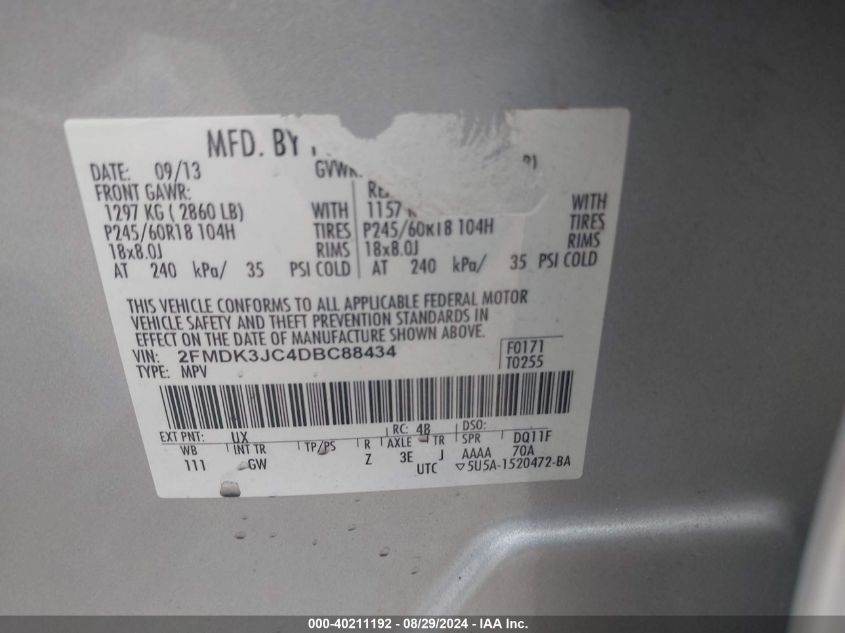 MFD. BY
DATE: 09/13 GVWR:
FRONT GAWR:
1297 KG ( 2860 LB) WITH 1157 WITH
P245/60R18 104H TIRES P245/60R18 104H TIRES
18x8.0J RIMS 18x8.0J RIMS
AT 240 kPa/ 35 PSI COLD AT 240 kPa/ 35 PSI COLD
THIS VEHICLE CONFORMS TO ALL APPLICABLE FEDERAL MOTOR
VEHICLE SAFETY AND THEFT PREVENTION STANDARDS IN
EFFECT ON THE DATE OF MANUFACTURE SHOWN ABOVE.
VIN: 2FMDK3JC4DBC88434 F0171
TYPE: MPV T0255
EXT PNT: UX RC: 48 DSO:
WB INT TR TP/PS R AXLE TR SPR DQ11F
111 GW Z 3E J AAAA 70A
UTC ▽5U5A-1520472-BA
000-40211192 - 08/29/2024 - IAA Inc.